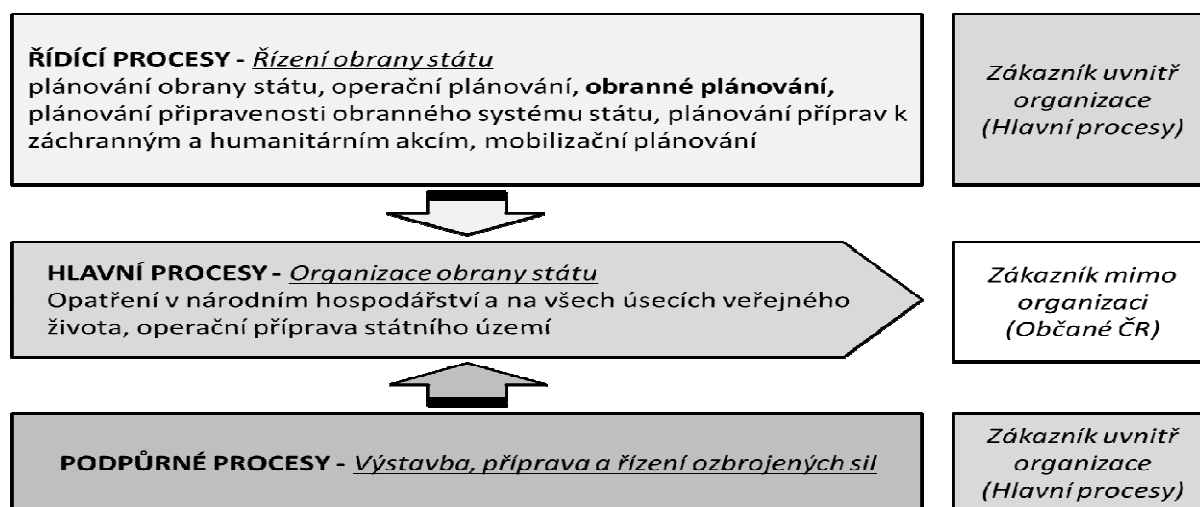 ŘÍDÍCÍ PROCESY - Řízení obrany státu
plánování obrany státu, operační plánování, obranné plánování,
plánování připravenosti obranného systému státu, plánování příprav k
záchranným a humanitárním akcím, mobilizační plánování
Zákazník uvnitř
organizace
(Hlavní procesy)
HLAVNÍ PROCESY - Organizace obrany státu
Opatření v národním hospodářství a na všech úsecích veřejného
života, operační příprava státního území
Zákazník mimo
organizaci
(Občané ČR)
PODPŮRNÉ PROCESY - Výstavba, příprava a řízení ozbrojených sil
Zákazník uvnitř
organizace
(Hlavní procesy)